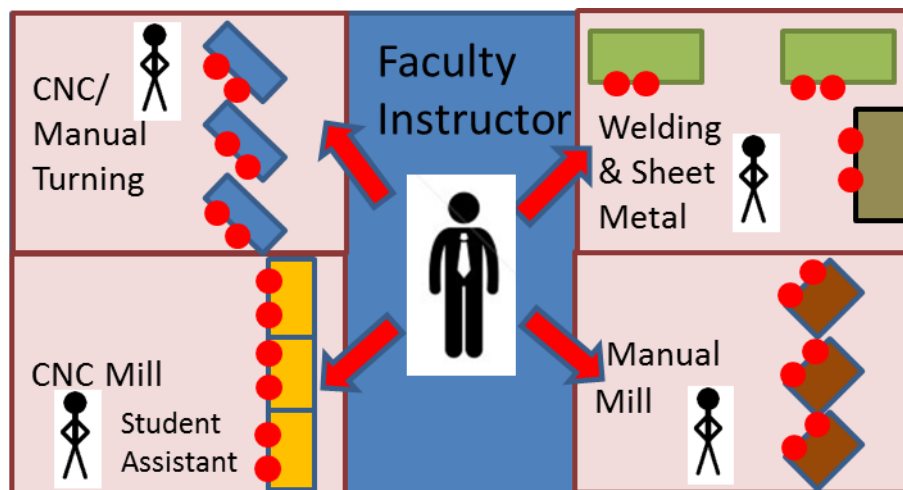 CNC/
Manual
Turning
Faculty
Instructor
Welding
& Sheet
Metal
CNC Mill
Student
Assistant
Manual
Mill